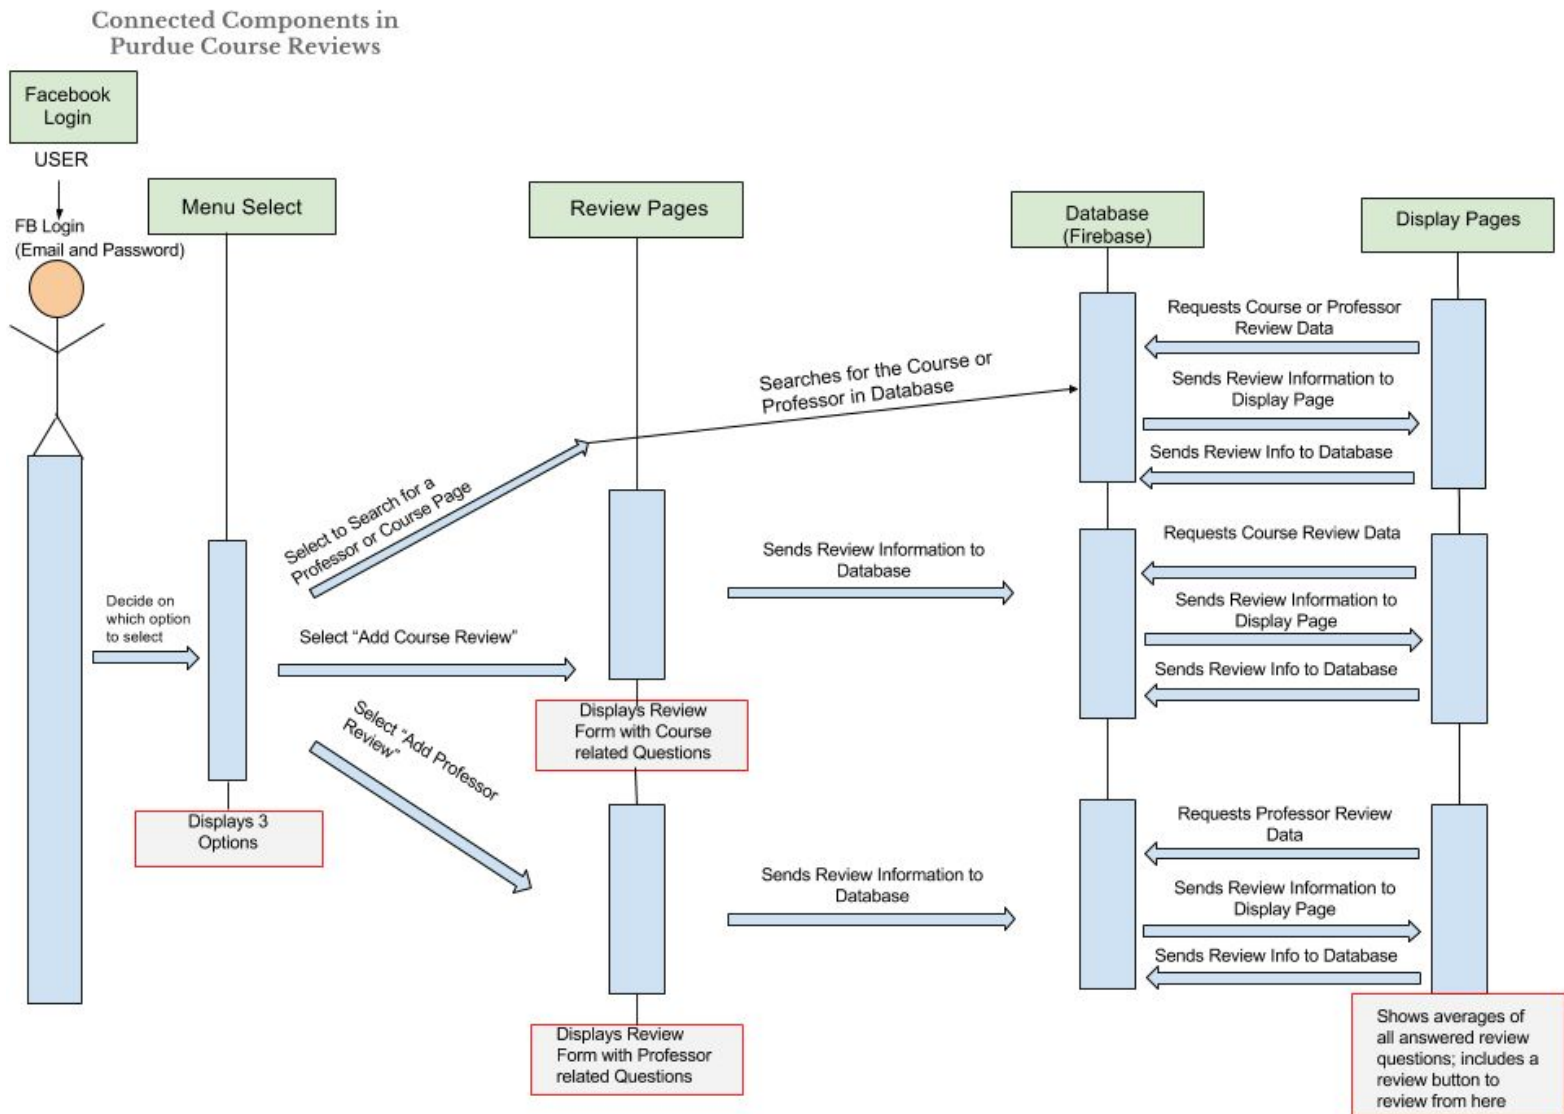 Connected Components in
Purdue Course Reviews
Facebook
Login
USER
FB Login
(Email and Password)
Menu Select
Review Pages
Database
(Firebase)
Display Pages
Requests Course or Professor
Review Data
Searches for the Course or
Professor in Database
Sends Review Information to
Display Page
Sends Review Info to Database
Select to Search for a
Professor or Course Page
Sends Review Information to
Database
Requests Course Review Data
Decide on
which option
to select
Select “Add Course Review”
Sends Review Information to
Display Page
Sends Review Info to Database
Select “Add Professor
Review”
Displays Review
Form with Course
related Questions
Displays 3
Options
Requests Professor Review
Data
Sends Review Information to
Database
Sends Review Information to
Display Page
Sends Review Info to Database
Displays Review
Form with Professor
related Questions
Shows averages of
all answered review
questions; includes a
review button to
review from here